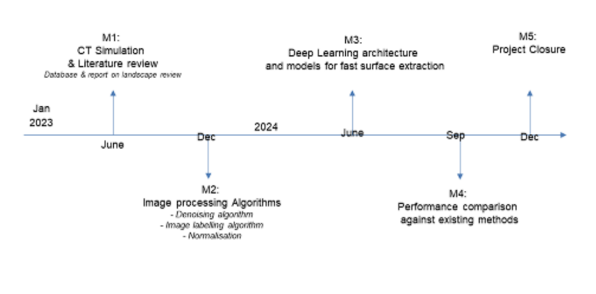 M1:
CT Simulation
& Literature review
Database & report on landscape review
M3:
Deep Learning architecture
and models for fast surface extraction
M5:
Project Closure
Jan
2023
June
Dec
2024
June
Sep
Dec
M2:
Image processing Algorithms
- Denoising algorithm
- Image labelling algorithm
- Normalisation
M4:
Performance comparison
against existing methods